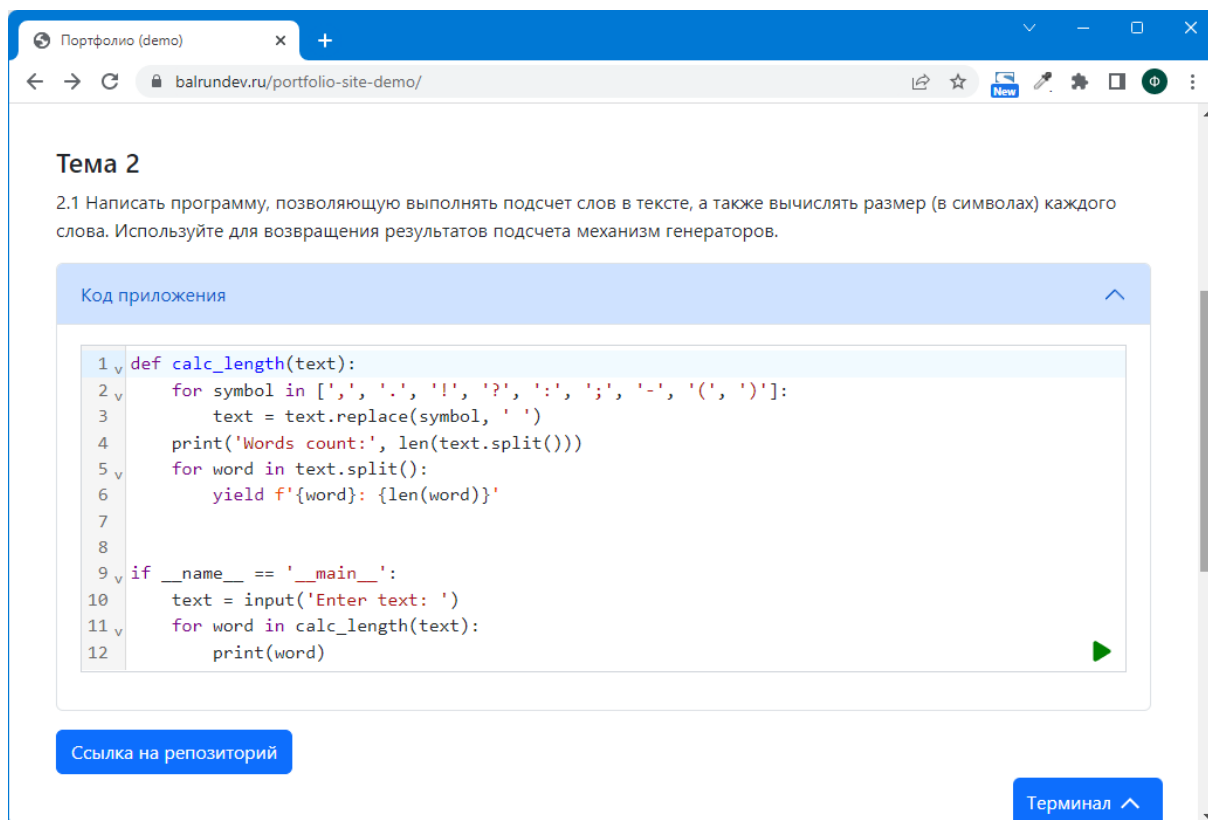 Портфолио (demo)
balrundev.ru/portfolio-site-demo/
New
Ф
Тема 2
2.1 Написать программу, позволяющую выполнять подсчет слов в тексте, а также вычислять размер (в символах) каждого
слова. Используйте для возвращения результатов подсчета механизм генераторов.
Код приложения
1 def calc_length(text):
2     for symbol in [',', '.', '!', '?', ':', ';', '-', '(', ')']:
3         text = text.replace(symbol, ' ')
4     print('Words count:', len(text.split()))
5     for word in text.split():
6         yield f'{word}: {len(word)}'
7
8
9 if __name__ == '__main__':
10     text = input('Enter text: ')
11     for word in calc_length(text):
12         print(word)
Ссылка на репозиторий
Терминал